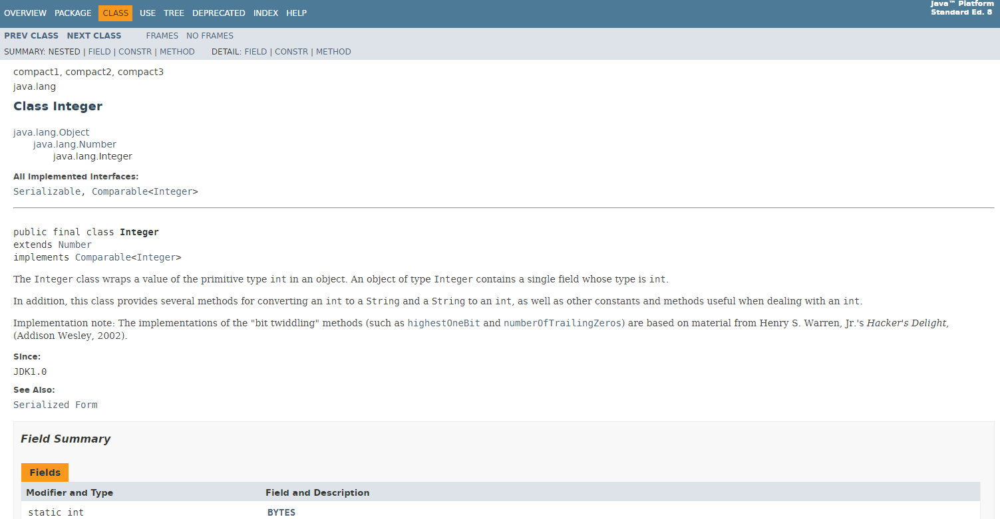 OVERVIEW PACKAGE CLASS USE TREE DEPRECATED INDEX HELP
Java™ Platform
Standard Ed. 8
PREV CLASS NEXT CLASS FRAMES NO FRAMES
SUMMARY: NESTED | FIELD | CONSTR | METHOD DETAIL: FIELD | CONSTR | METHOD
compact1, compact2, compact3
java.lang
Class Integer
java.lang.Object
java.lang.Number
java.lang.Integer
All Implemented Interfaces:
Serializable, Comparable<Integer>
public final class Integer
extends Number
implements Comparable<Integer>
The Integer class wraps a value of the primitive type int in an object. An object of type Integer contains a single field whose type is int.
In addition, this class provides several methods for converting an int to a String and a String to an int, as well as other constants and methods useful when dealing with an int.
Implementation note: The implementations of the "bit twiddling" methods (such as highestOneBit and numberOfTrailingZeros) are based on material from Henry S. Warren, Jr.'s Hacker's Delight,
(Addison Wesley, 2002).
Since:
JDK1.0
See Also:
Serialized Form
Field Summary
Fields
Modifier and Type Field and Description
static int BYTES